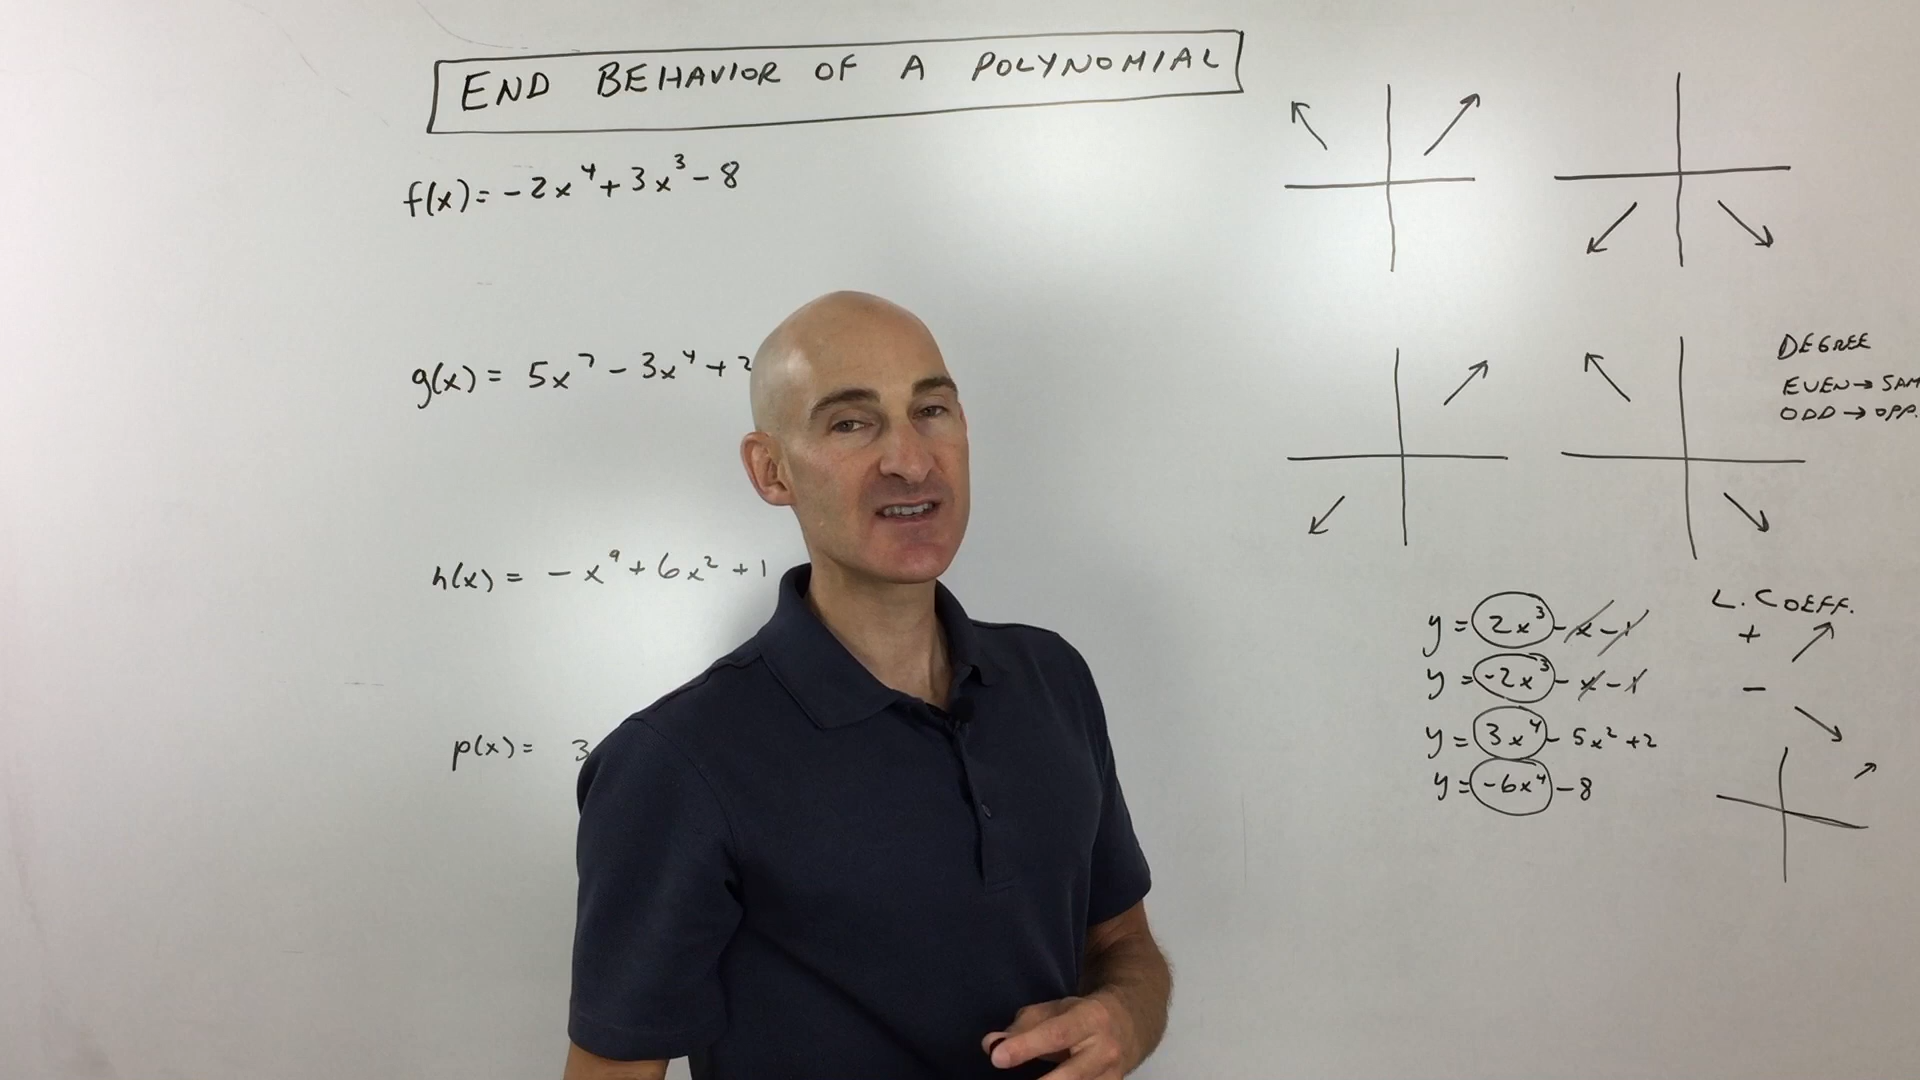 END BEHAVIOR OF A POLYNOMIAL
f(x) = -2x⁴ + 3x³ - 8
g(x) = 5x⁷ - 3x⁴ + 2
h(x) = -x⁹ + 6x² + 1
p(x) = 3
DEGREE
EVEN → SAM
ODD → OPP.
L. COEFF.
+
-
y = 2x³ - x - 1
y = -2x³ - x - 1
y = 3x⁴ - 5x² + 2
y = -6x⁴ - 8